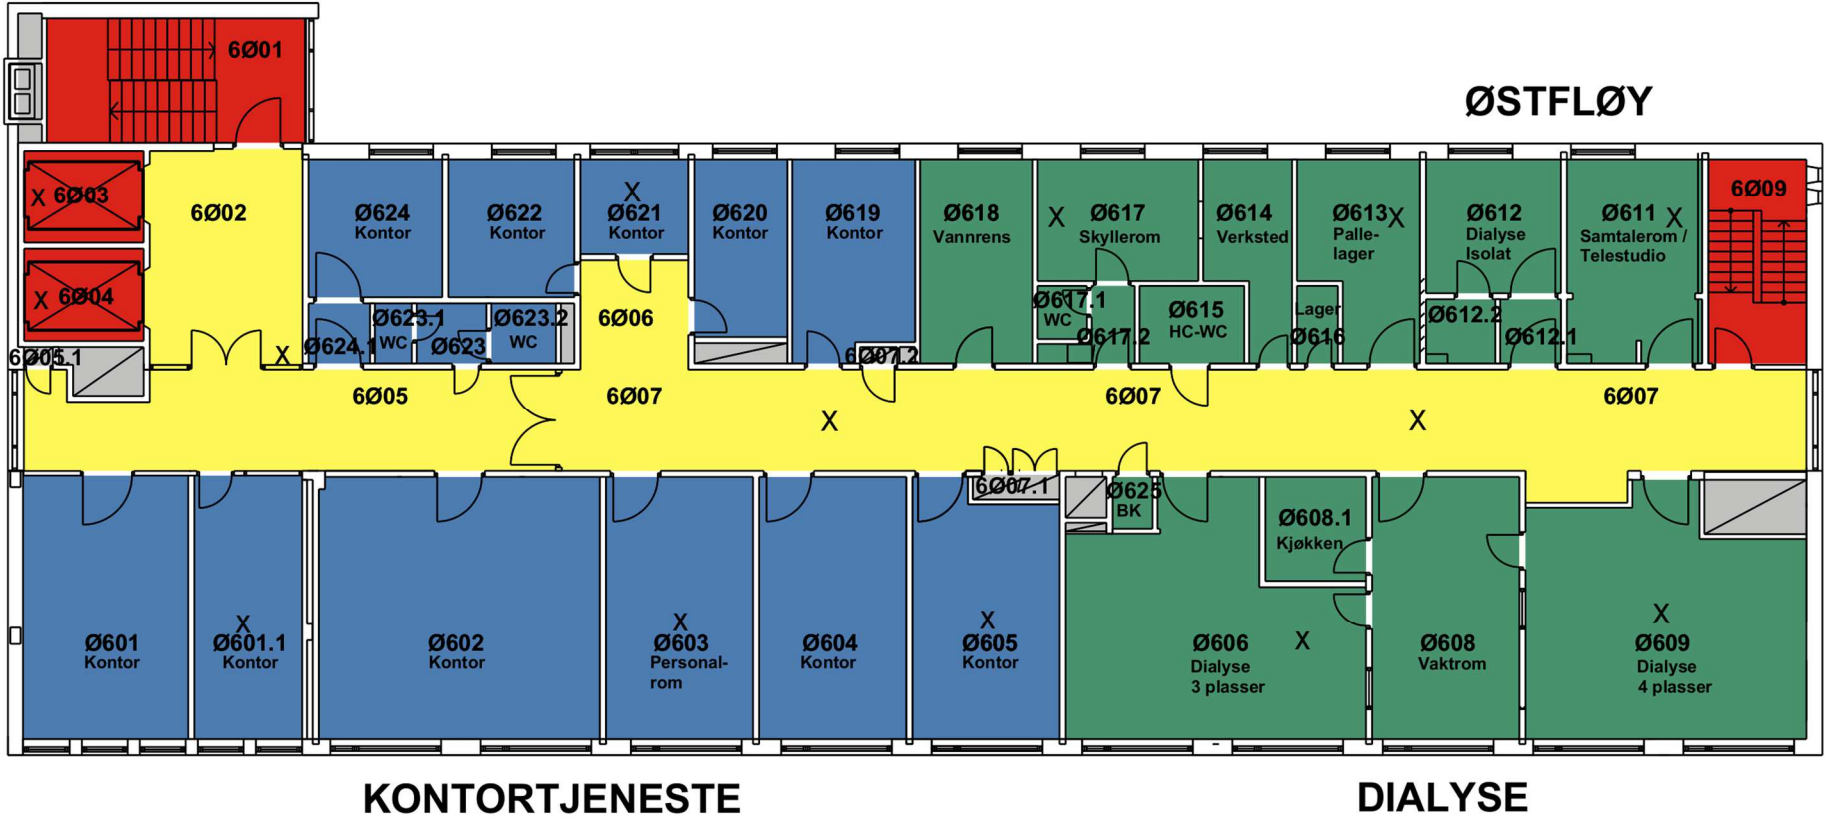 6Ø01
ØSTFLØY
X 6Ø03
6Ø02
Ø624
Kontor
Ø622
Kontor
X
Ø621
Kontor
Ø620
Kontor
Ø619
Kontor
Ø618
Vannrens
X
Ø617
Skyllerom
Ø614
Verksted
Ø613 X
Palle-
lager
Ø612
Dialyse
Isolat
Ø611 X
Samtalerom /
Telestudio
6Ø09
X 6Ø04
6Ø05.1
X
Ø624.1
Ø623.1
WC
Ø623
Ø623.2
WC
6Ø06
6Ø07.2
Ø617.1
WC
Ø617.2
Ø615
HC-WC
Lager
Ø616
Ø612.2
Ø612.1
6Ø05
6Ø07
X
6Ø07
X
6Ø07
6Ø07.1
Ø625
BK
Ø608.1
Kjøkken
Ø601
Kontor
X
Ø601.1
Kontor
Ø602
Kontor
X
Ø603
Personal-
rom
Ø604
Kontor
X
Ø605
Kontor
Ø606
Dialyse
3 plasser
X
Ø608
Vaktrom
X
Ø609
Dialyse
4 plasser
KONTORTJENESTE
DIALYSE